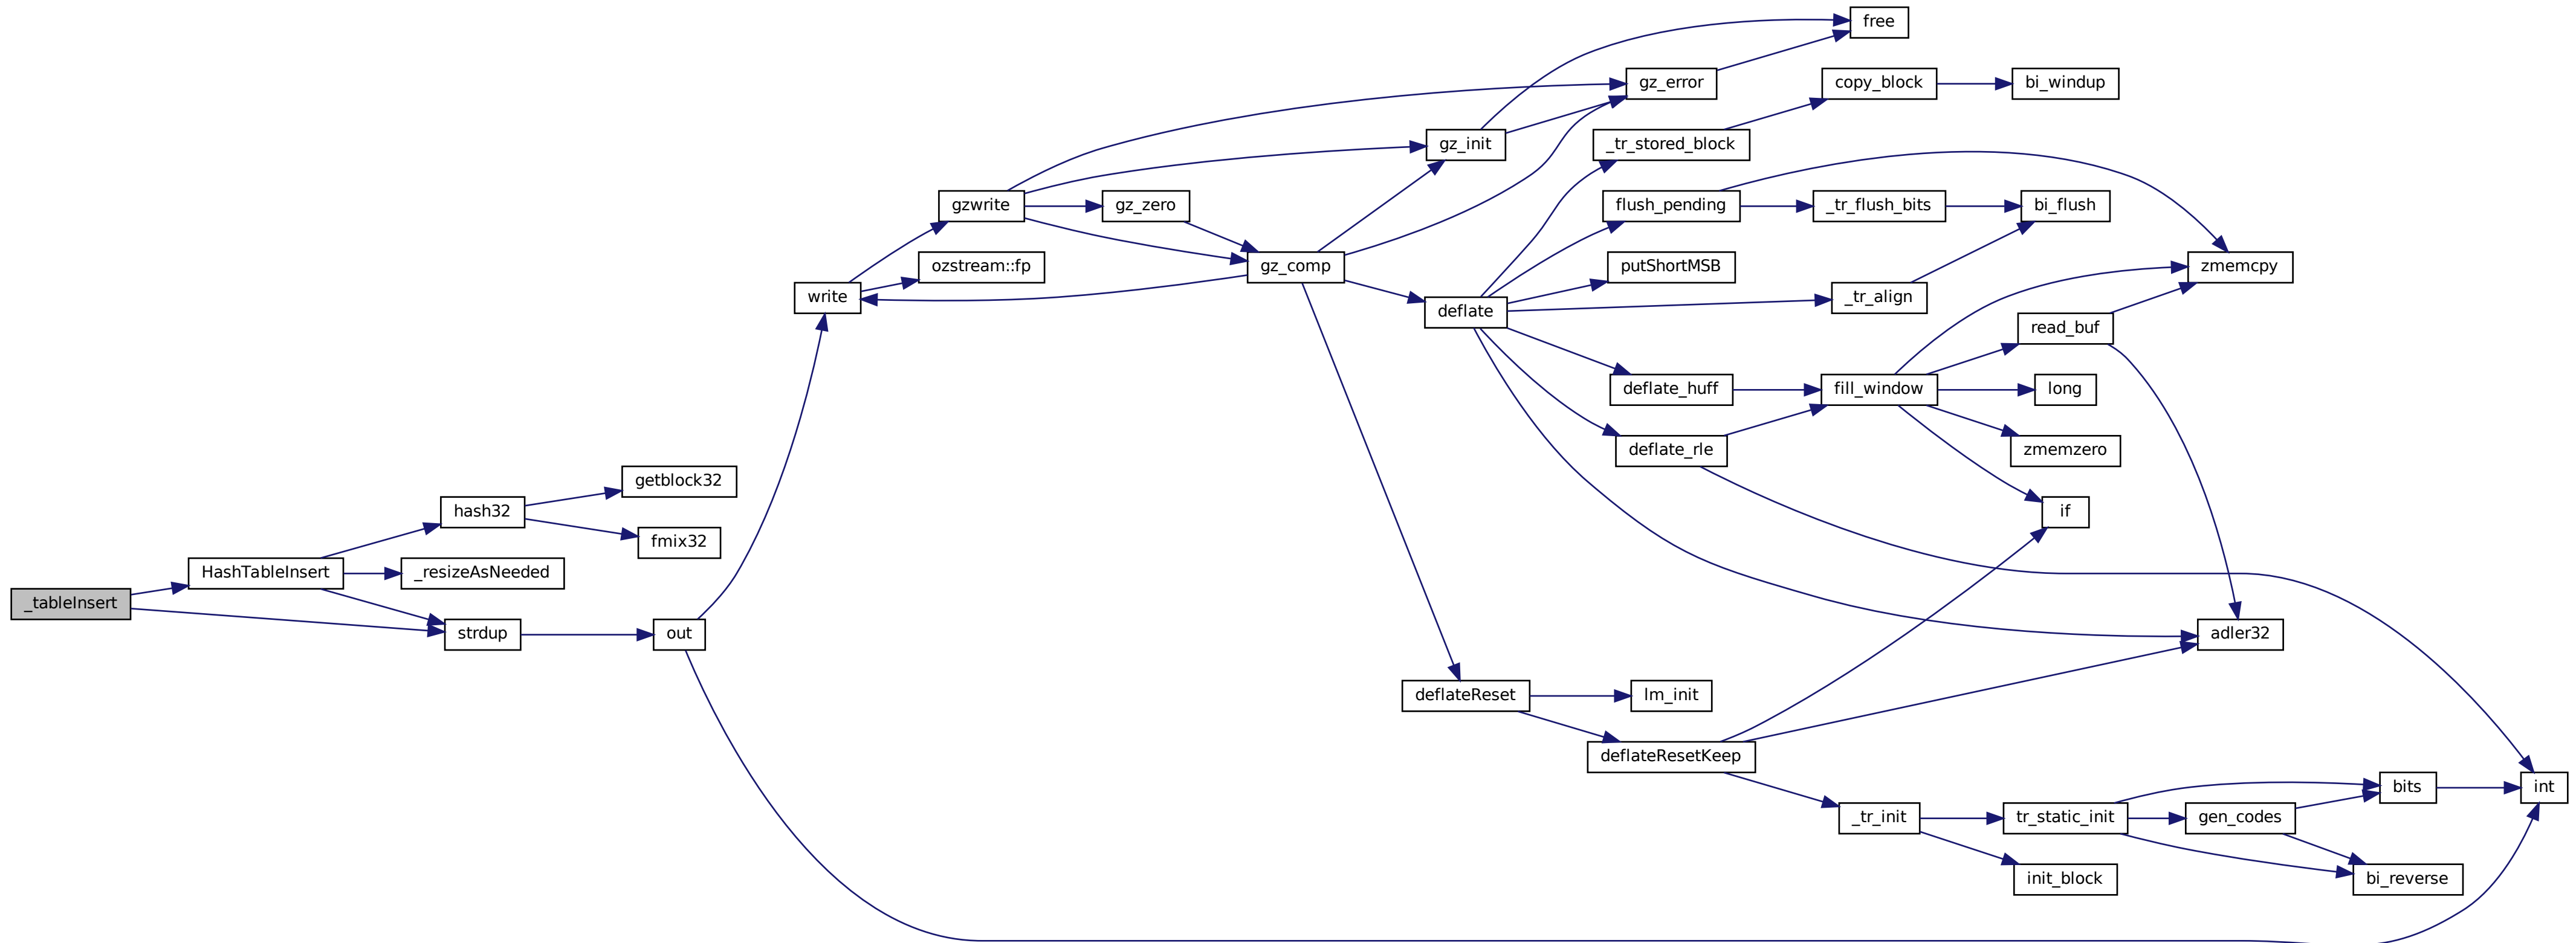 _tableInsert
HashTableInsert
hash32
getblock32
fmix32
_resizeAsNeeded
strdup
out
write
gzwrite
ozstream::fp
gz_zero
gz_comp
gz_init
gz_error
free
deflate
_tr_stored_block
copy_block
bi_windup
flush_pending
_tr_flush_bits
bi_flush
putShortMSB
_tr_align
zmemcpy
deflate_huff
deflate_rle
fill_window
read_buf
long
zmemzero
if
adler32
deflateReset
lm_init
deflateResetKeep
_tr_init
tr_static_init
init_block
gen_codes
bits
bi_reverse
int